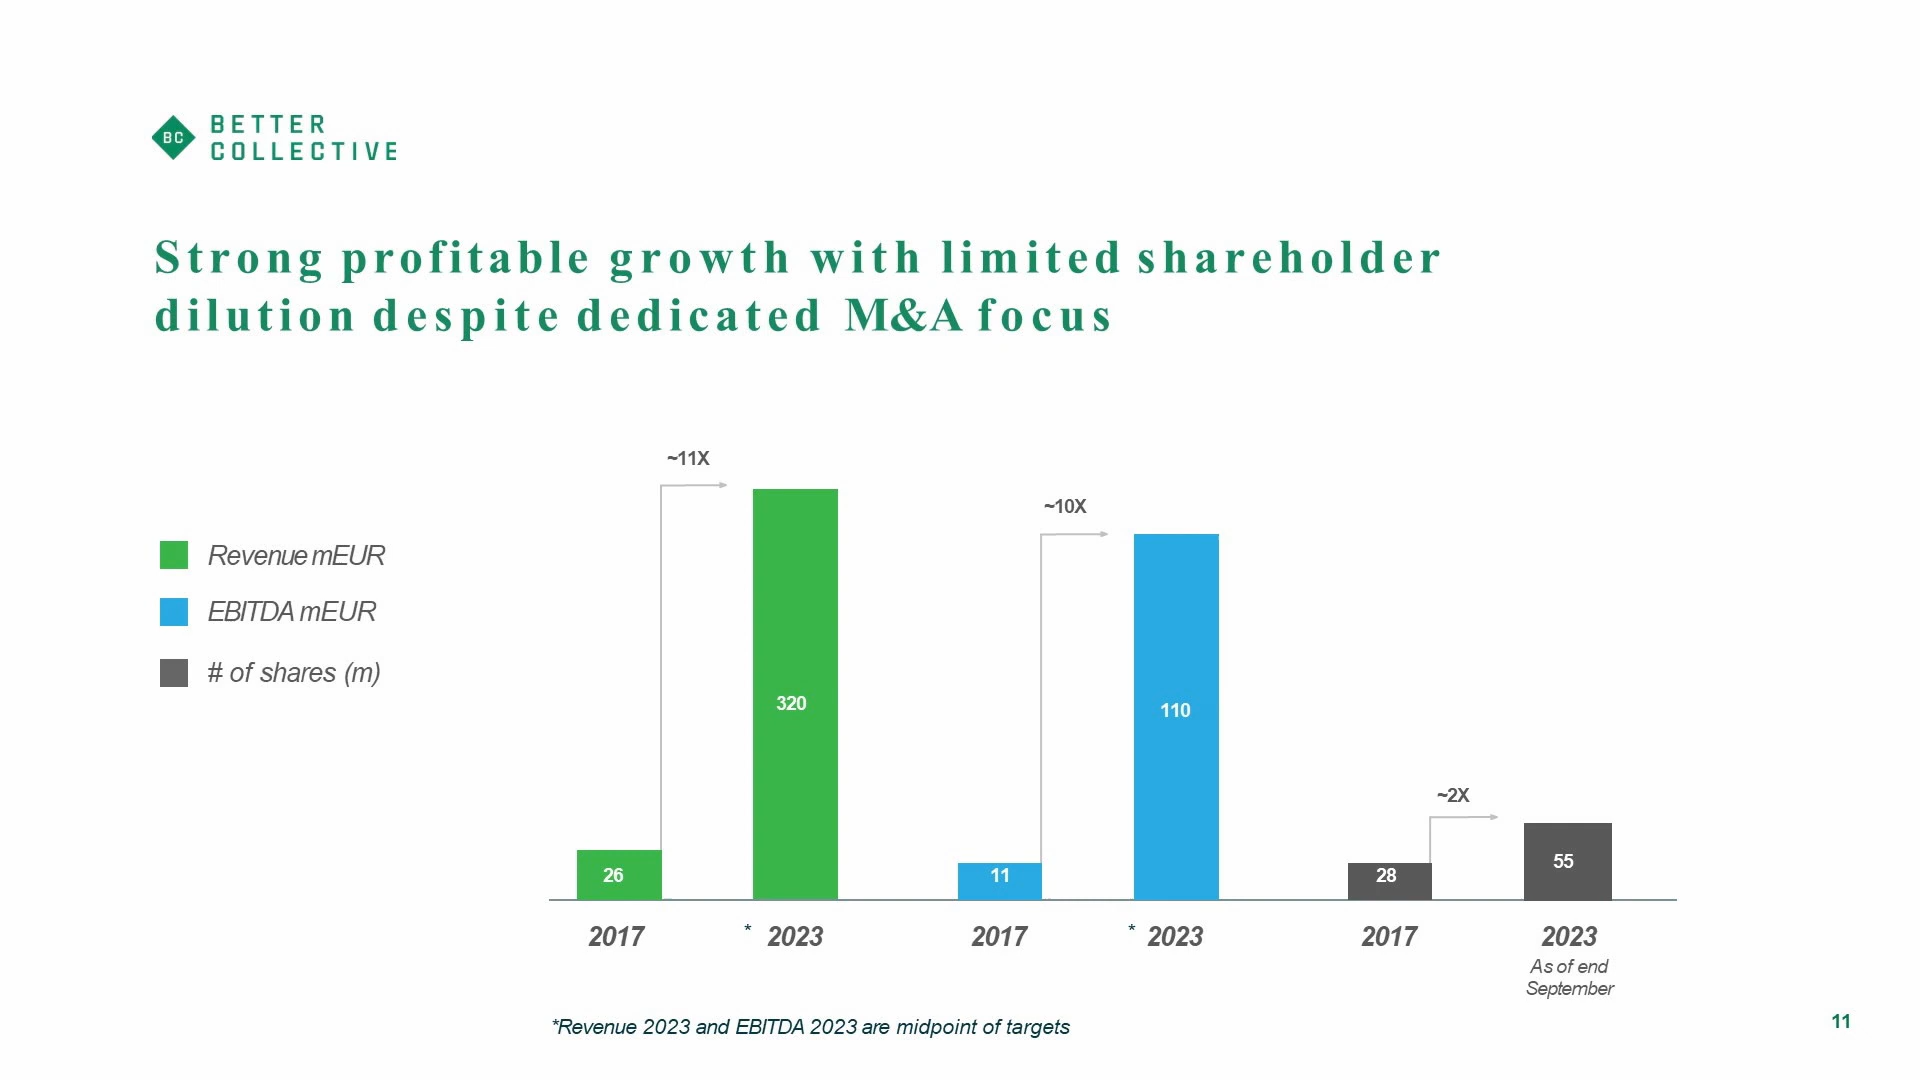 BC
BETTER
COLLECTIVE
Strong profitable growth with limited shareholder
dilution despite dedicated M&A focus
Revenue mEUR
EBITDA mEUR
# of shares (m)
~11X
~10X
~2X
26
320
11
110
28
55
2017
* 2023
2017
* 2023
2017
2023
As of end
September
*Revenue 2023 and EBITDA 2023 are midpoint of targets
11